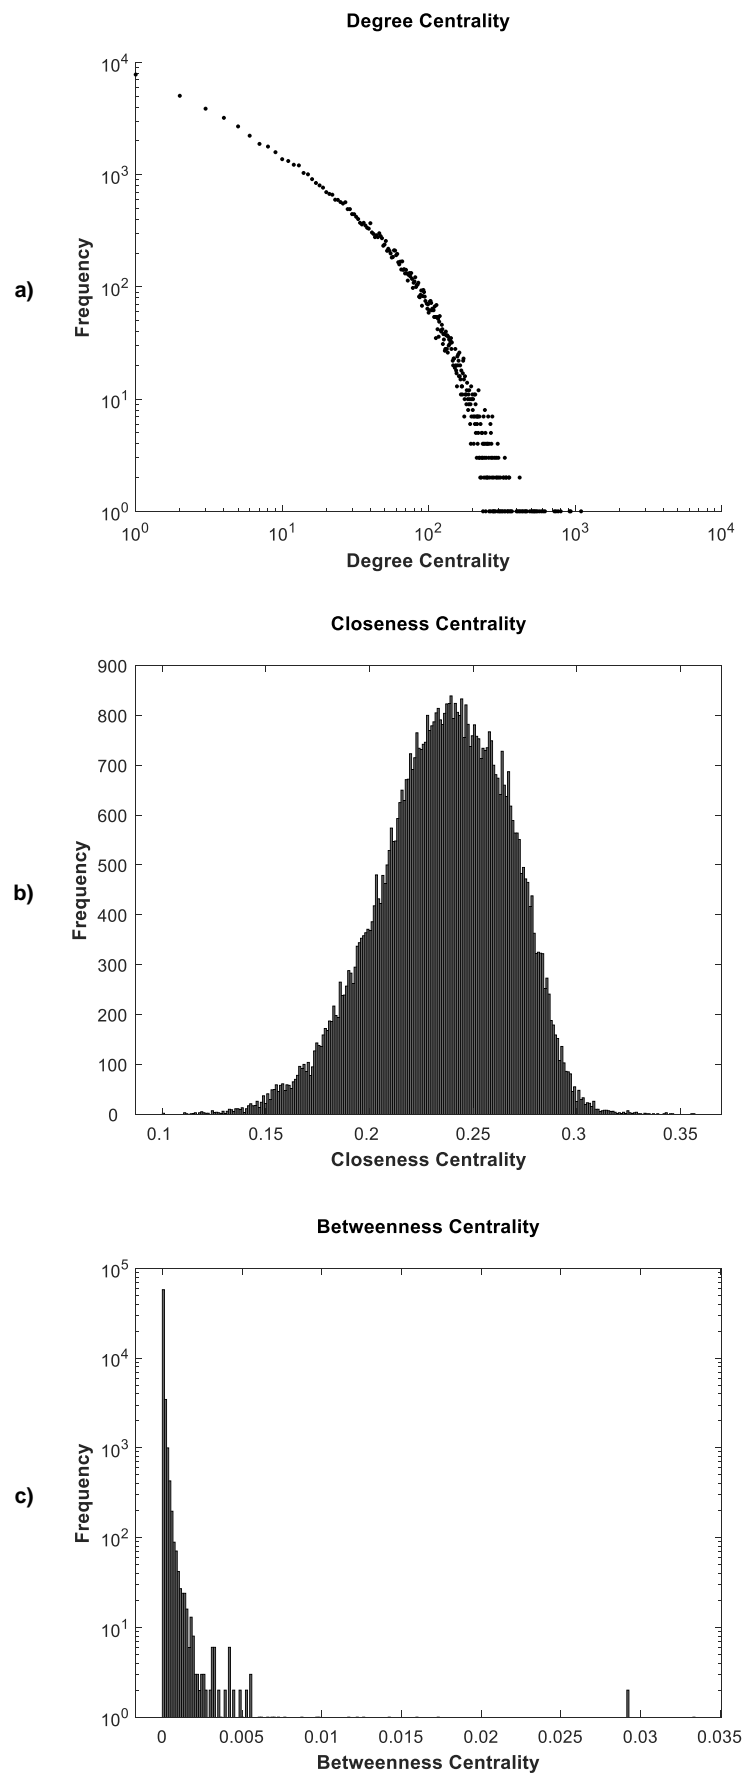 Degree Centrality
10^4
10^3
10^2
10^1
10^0
Frequency
a)
10^0 10^1 10^2 10^3 10^4
Degree Centrality
Closeness Centrality
900
800
700
600
500
400
300
200
100
0
Frequency
b)
0.1 0.15 0.2 0.25 0.3 0.35
Closeness Centrality
Betweenness Centrality
10^5
10^4
10^3
10^2
10^1
10^0
Frequency
c)
0 0.005 0.01 0.015 0.02 0.025 0.03 0.035
Betweenness Centrality